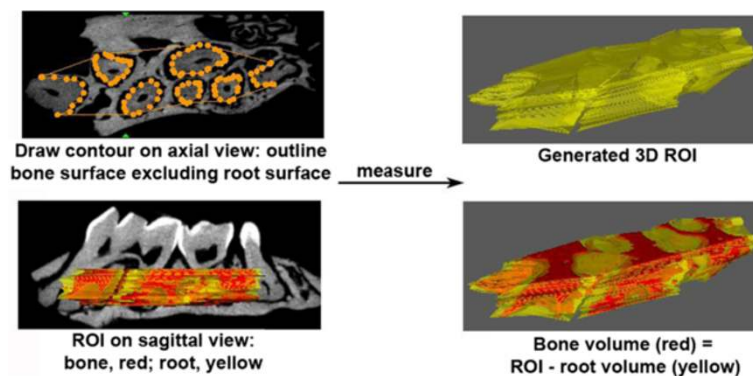 Draw contour on axial view: outline
bone surface excluding root surface
measure
Generated 3D ROI
ROI on sagittal view:
bone, red; root, yellow
Bone volume (red) =
ROI - root volume (yellow)